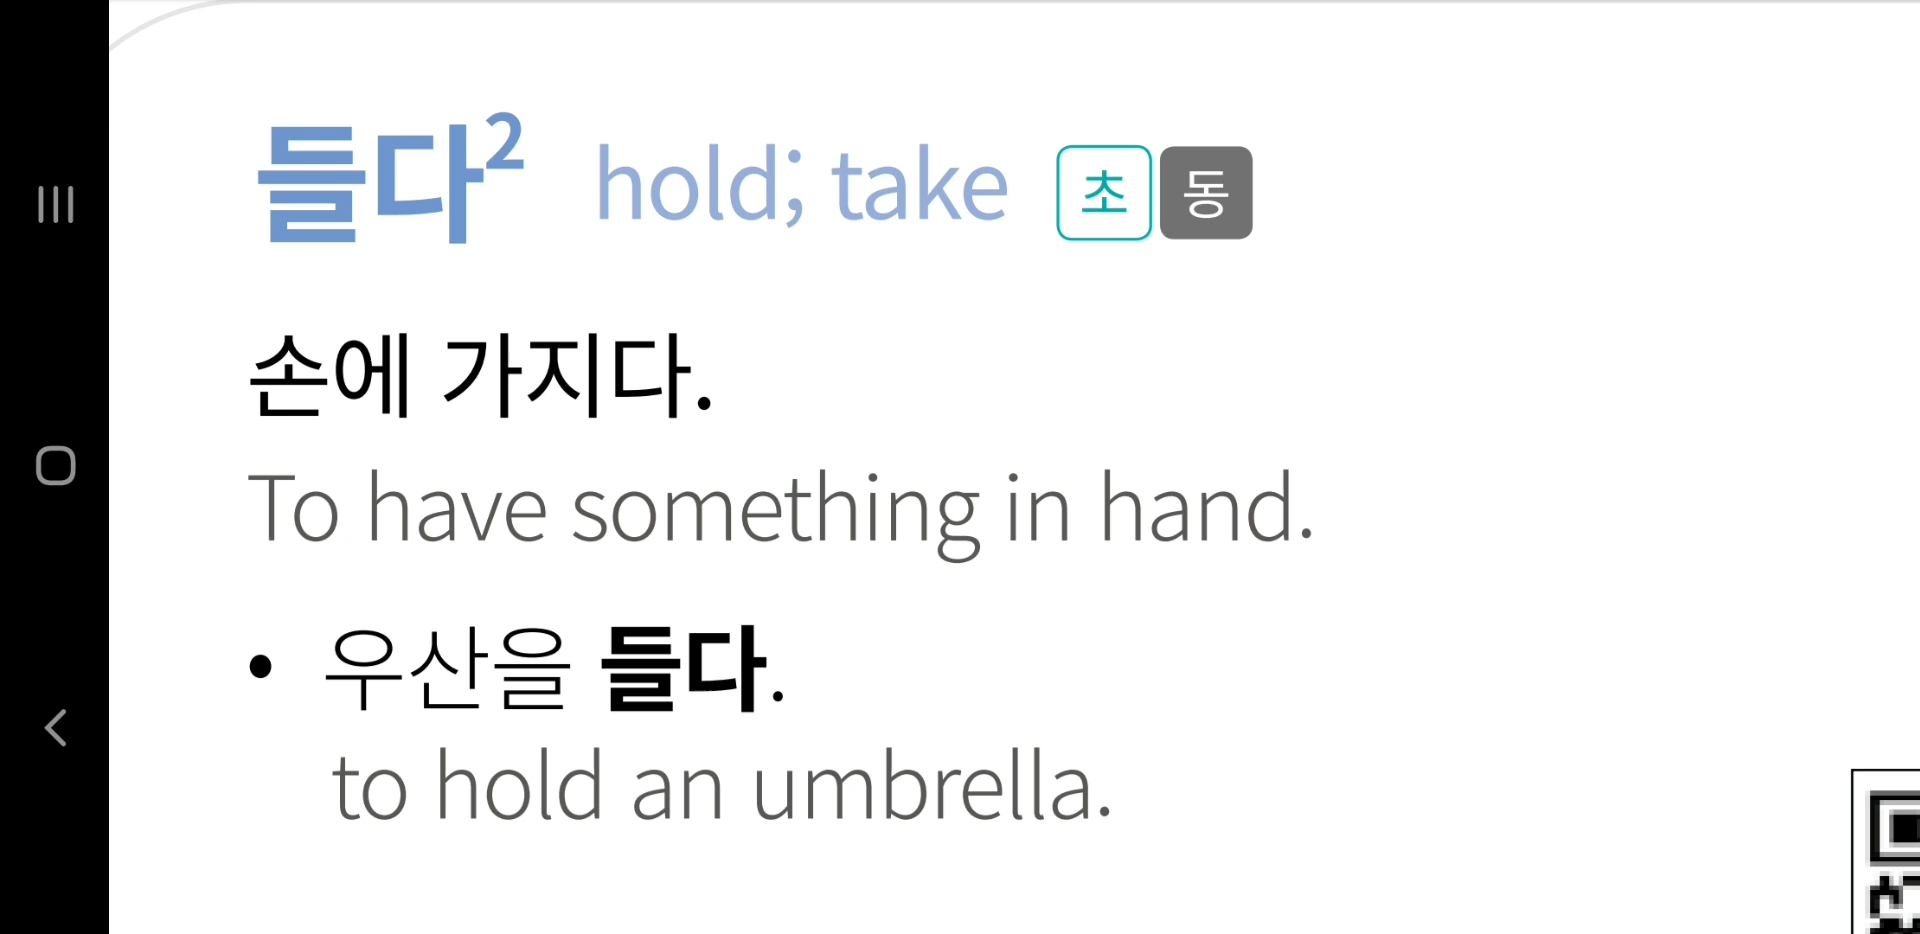 들다² hold; take 초 동
손에 가지다.
To have something in hand.
• 우산을 들다.
to hold an umbrella.